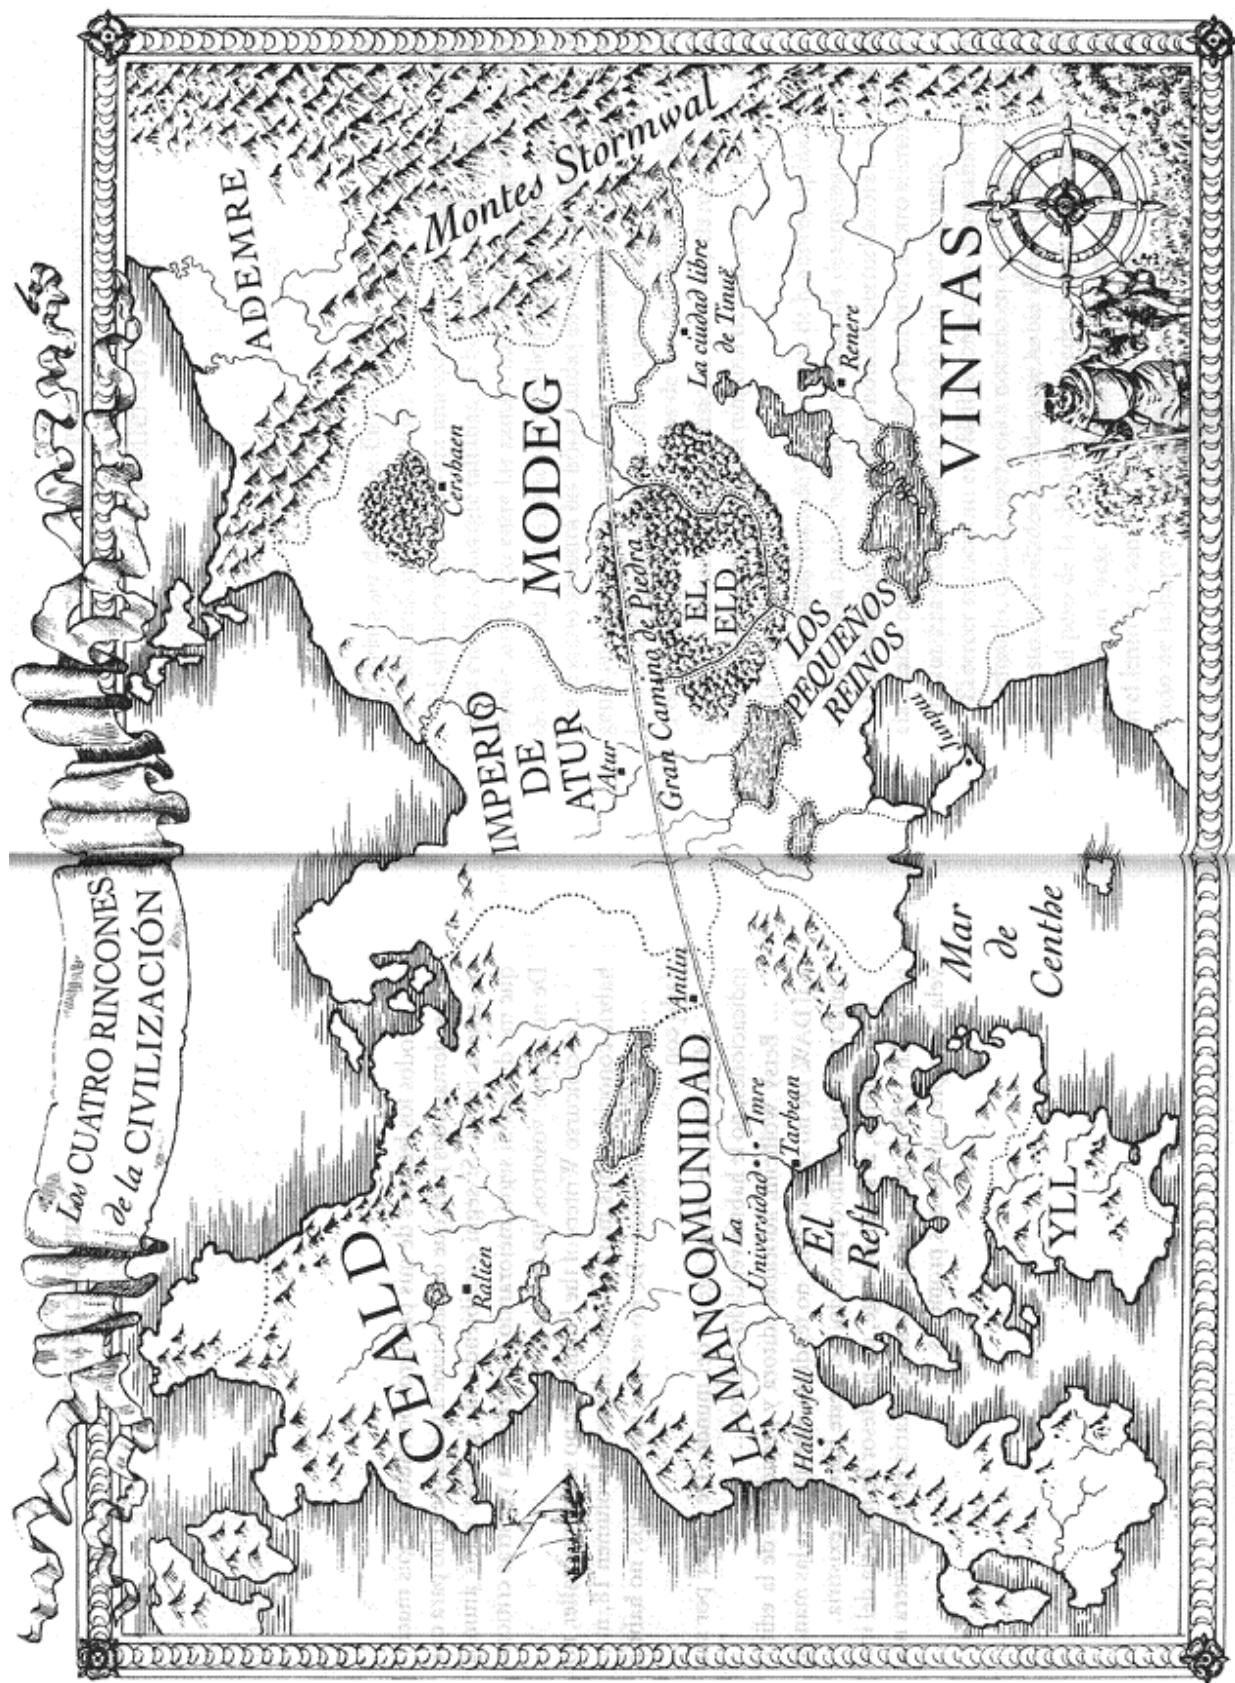 Los CUATRO RINCONES
de la CIVILIZACIÓN
CEALD
Ralien
LA MANCOMUNIDAD
La
Universidad
Imre
Tarbean
Hallowfell
Anilin
El
Reft
YLL
Mar
de
Centhe
Junpui
IMPERIO
DE
ATUR
Atur
Gran Camino de Piedra
EL
ELD
LOS
PEQUEÑOS
REINOS
MODEG
Cershaen
ADEMRE
Montes Stormwal
La ciudad libre
de Tinuë
Renere
VINTAS